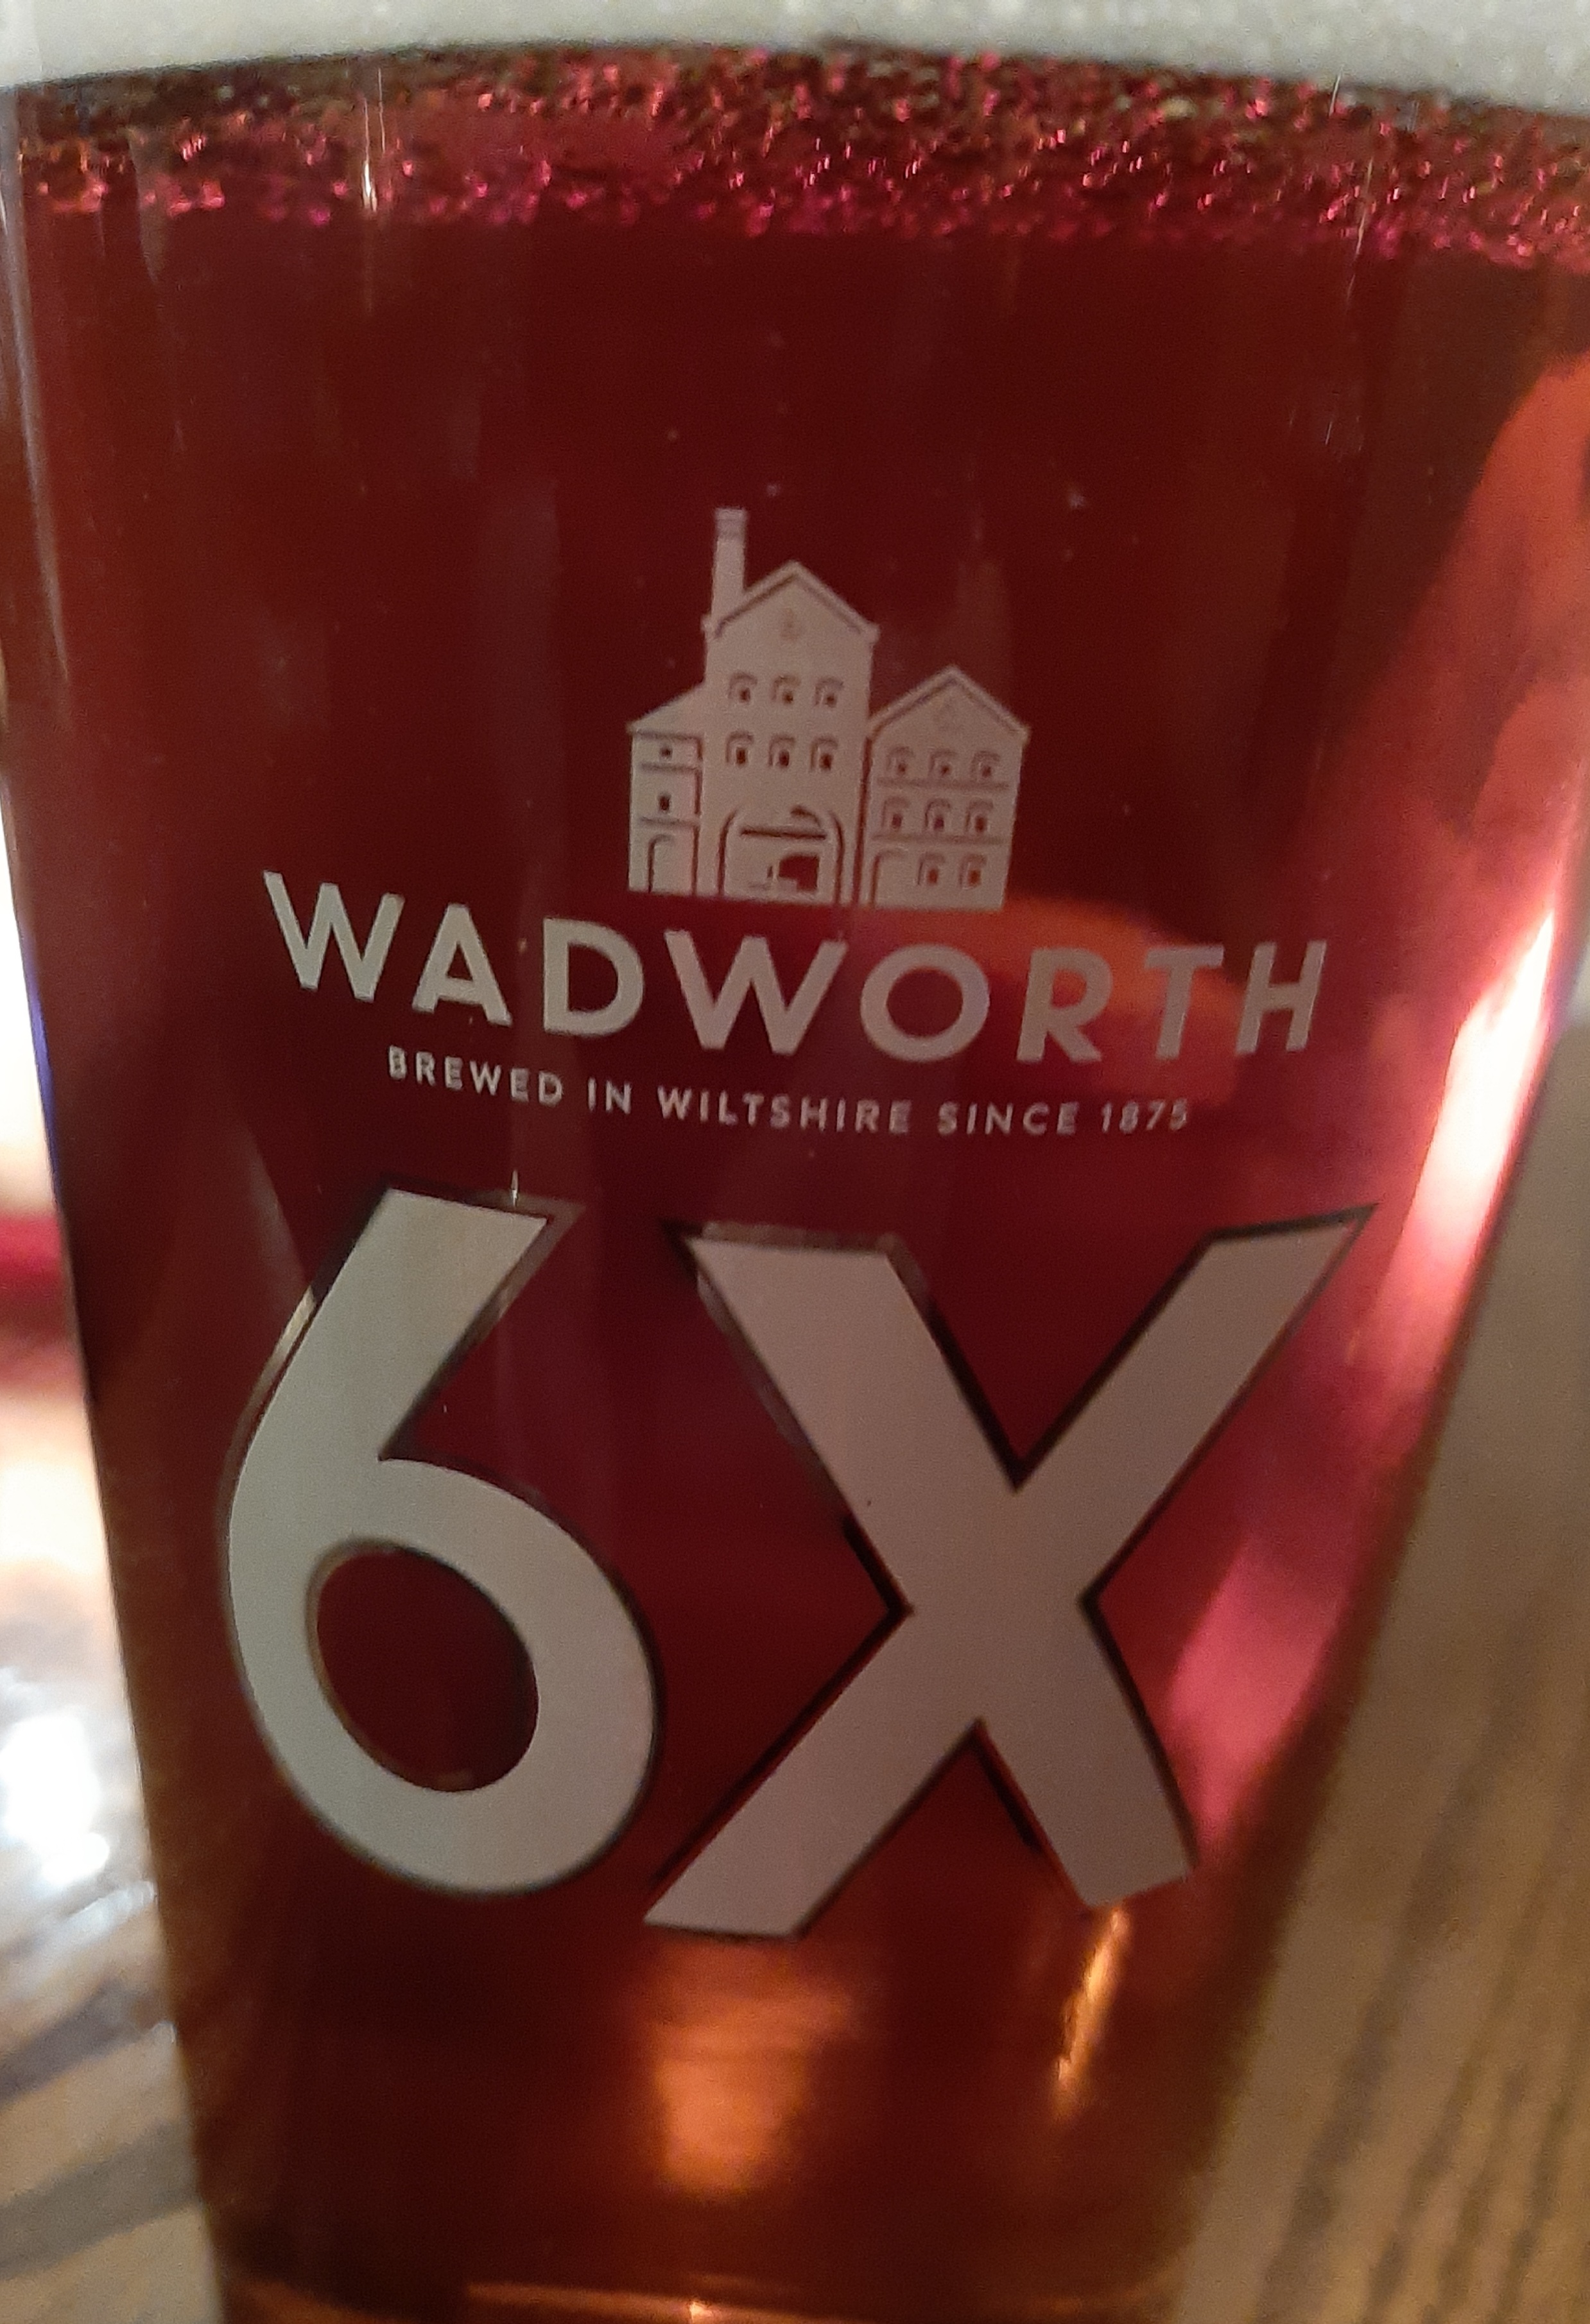 WADWORTH
BREWED IN WILTSHIRE SINCE 1875
6X